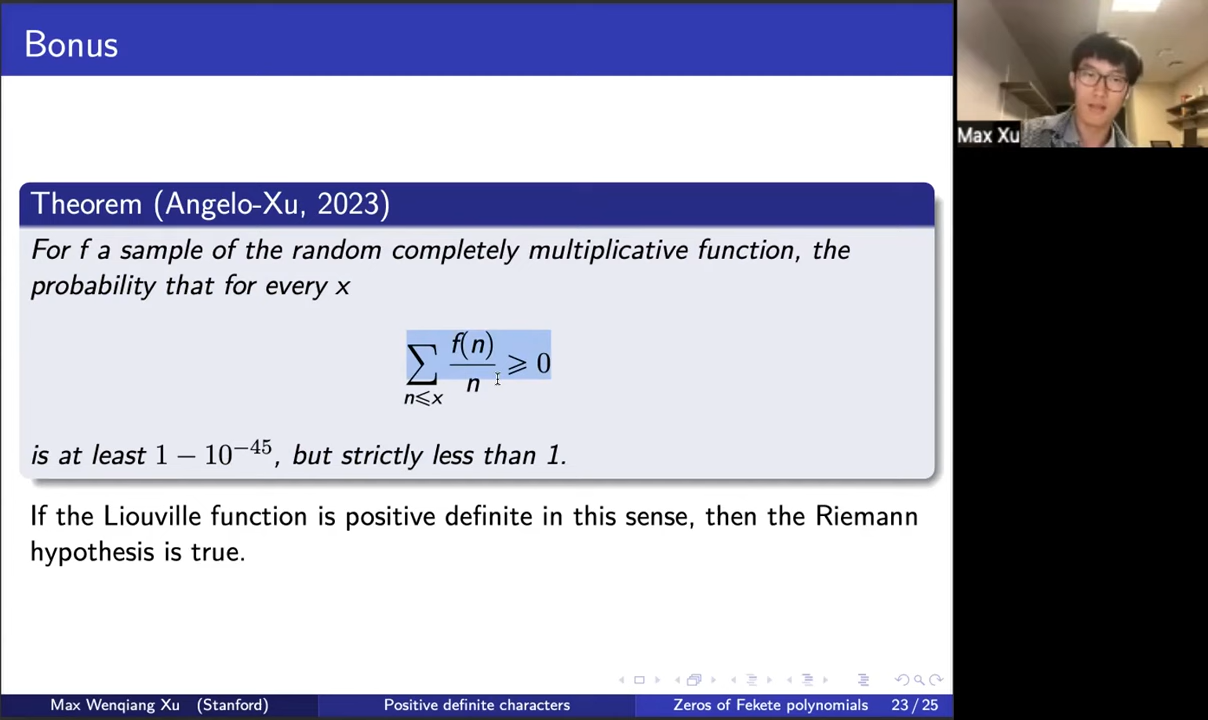 Bonus
Max Xu
Theorem (Angelo-Xu, 2023)
For f a sample of the random completely multiplicative function, the
probability that for every x
∑_{n⩽x} f(n)/n ⩾ 0
is at least 1 − 10^{−45}, but strictly less than 1.
If the Liouville function is positive definite in this sense, then the Riemann
hypothesis is true.
Max Wenqiang Xu (Stanford) Positive definite characters Zeros of Fekete polynomials 23 / 25